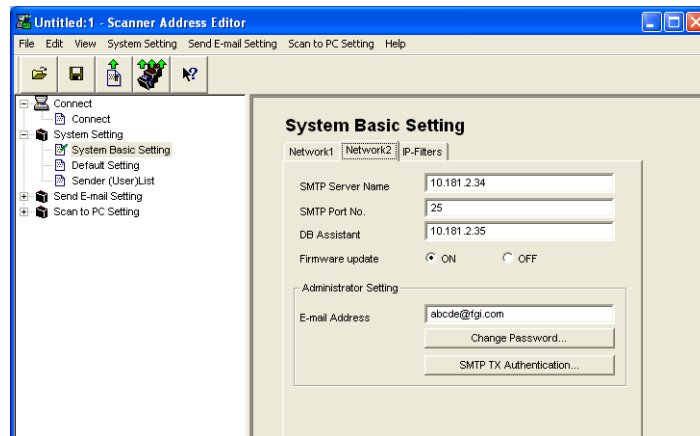 Untitled:1 - Scanner Address Editor
File Edit View System Setting Send E-mail Setting Scan to PC Setting Help
Connect
Connect
System Setting
System Basic Setting
Default Setting
Sender (User)List
Send E-mail Setting
Scan to PC Setting
System Basic Setting
Network1 Network2 IP-Filters
SMTP Server Name 10.181.2.34
SMTP Port No. 25
DB Assistant 10.181.2.35
Firmware update ON OFF
Administrator Setting
E-mail Address abcde@fgi.com
Change Password...
SMTP TX Authentication...